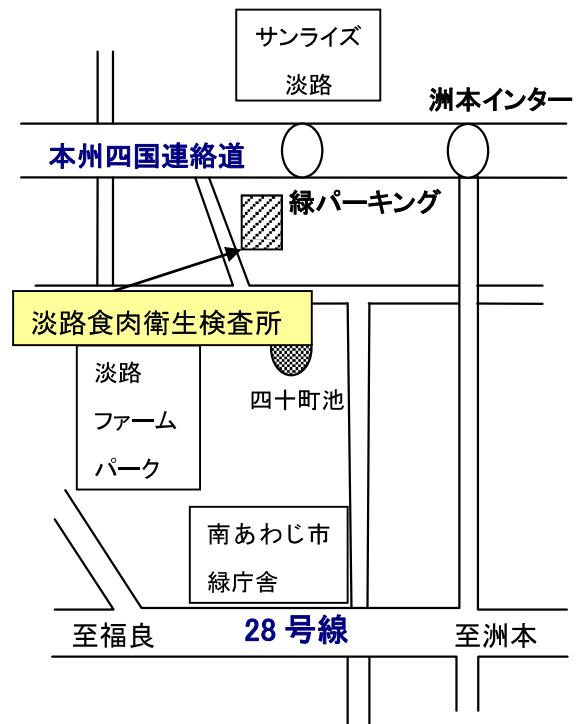 サンライズ
淡路
洲本インター
本州四国連絡道
緑パーキング
淡路食肉衛生検査所
淡路
ファーム
パーク
四十町池
南あわじ市
緑庁舎
至福良
28号線
至洲本